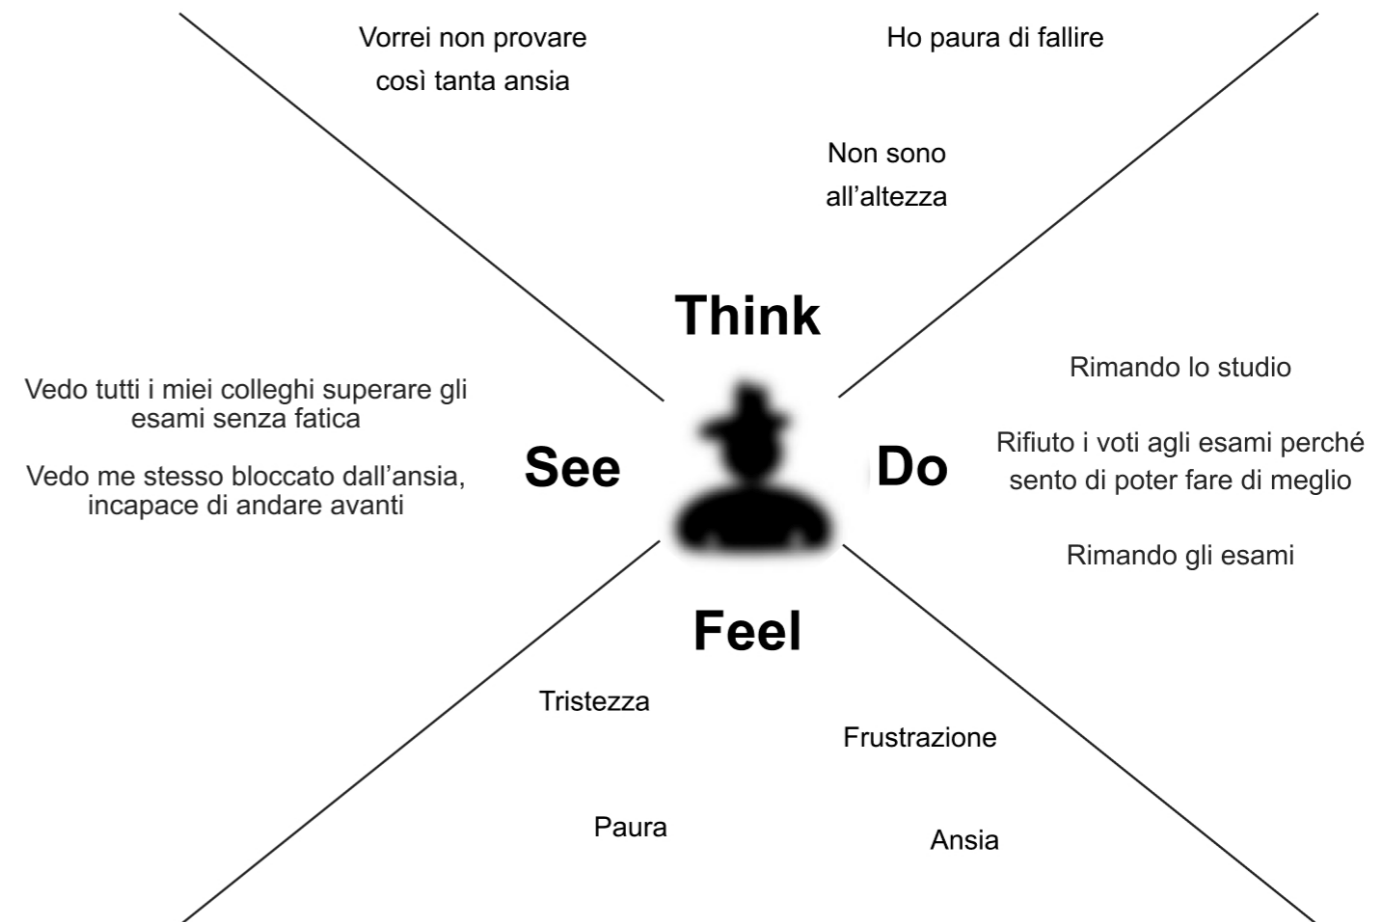 Vorrei non provare
così tanta ansia
Ho paura di fallire
Non sono
all’altezza
Think
Vedo tutti i miei colleghi superare gli
esami senza fatica
Vedo me stesso bloccato dall’ansia,
incapace di andare avanti
See
Do
Rimando lo studio
Rifiuto i voti agli esami perché
sento di poter fare di meglio
Rimando gli esami
Feel
Tristezza
Frustrazione
Paura
Ansia